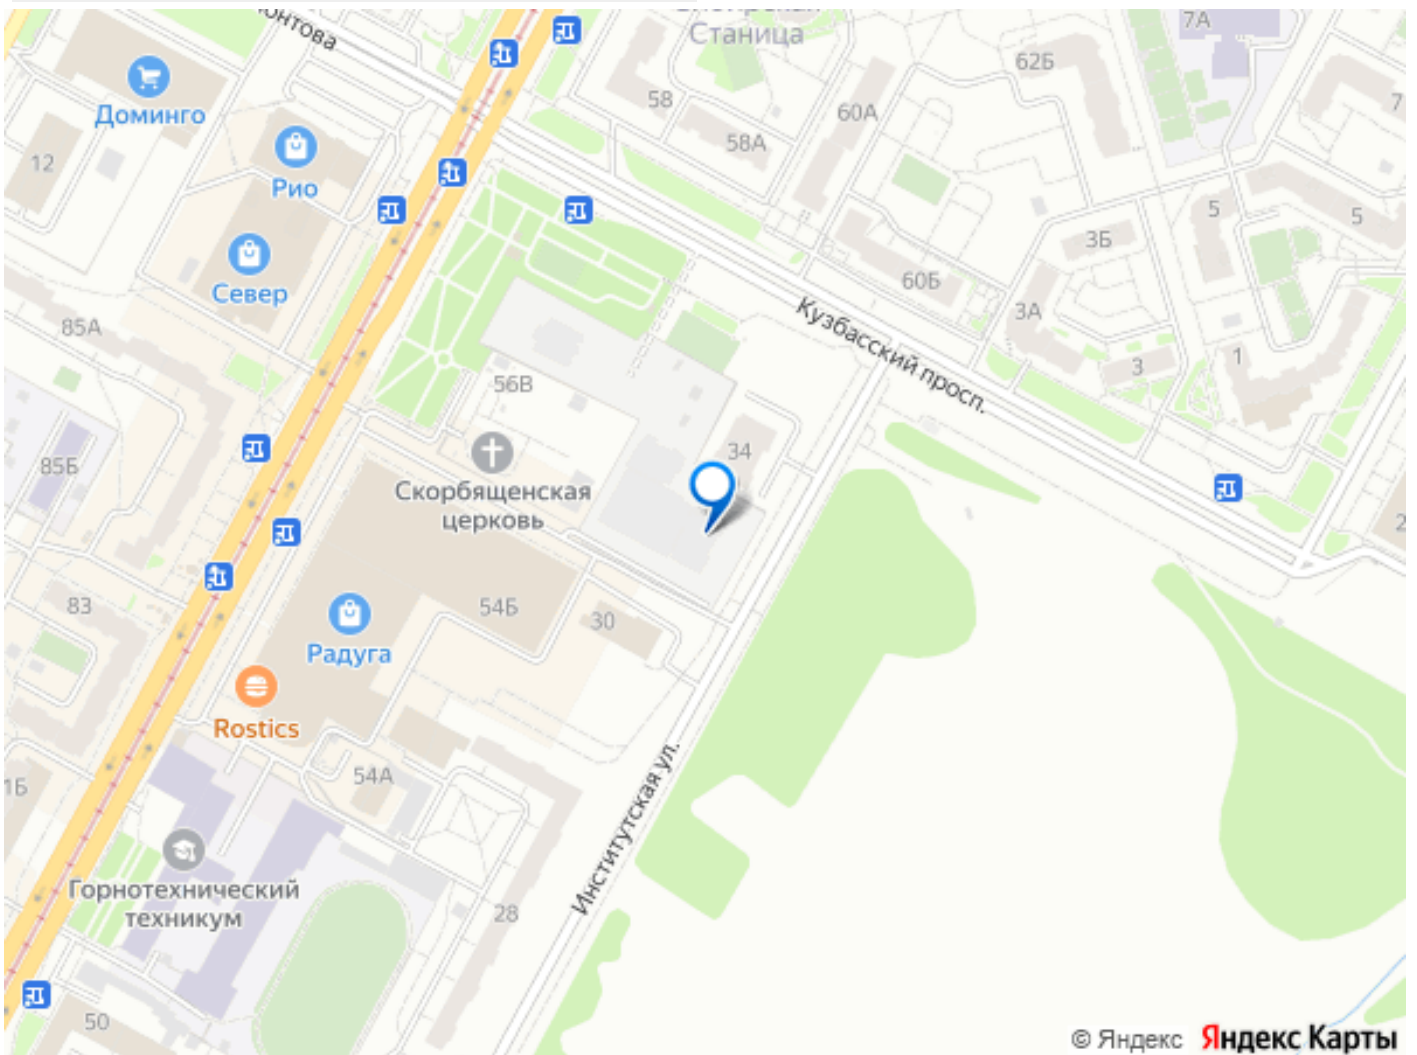 Станица
7А
62Б
Доминго
58
60А
7
58А
12
Рио
5
5
3Б
60Б
Север
3А
Кузбасский просп.
85А
3
1
56В
34
85Б
Скорбященская
церковь
83
54Б
30
Радуга
Rostics
54А
1Б
Институтская ул.
Горнотехнический
техникум
28
50
© Яндекс Яндекс Карты